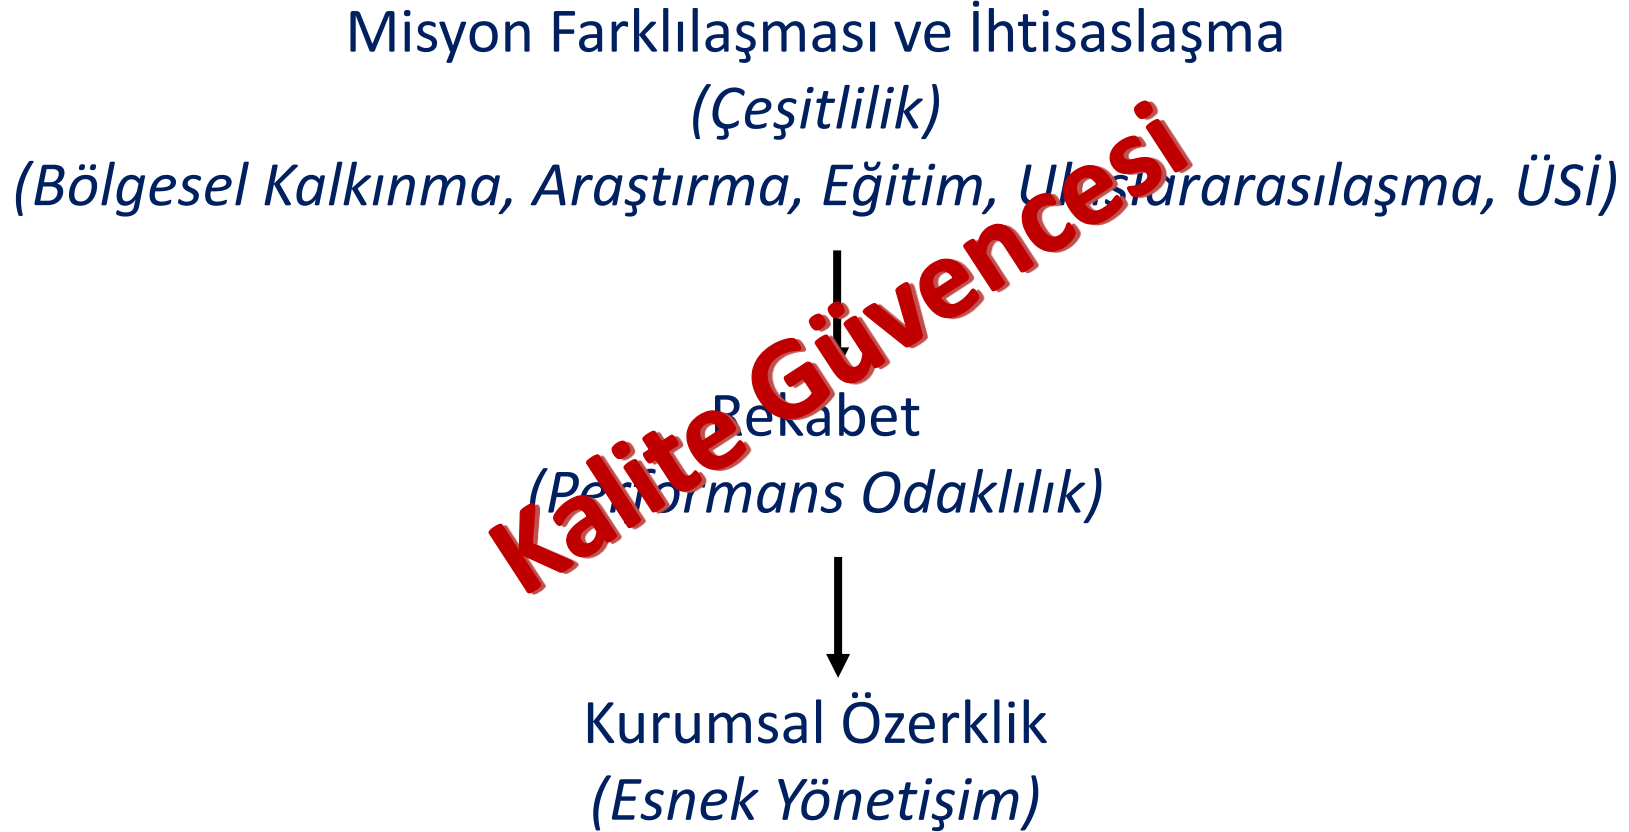 Misyon Farklılaşması ve İhtisaslaşma
(Çeşitlilik)
(Bölgesel Kalkınma, Araştırma, Eğitim, Uluslararasılaşma, ÜSİ)
Kalite Güvencesi
Rekabet
(Performans Odaklılık)
Kurumsal Özerklik
(Esnek Yönetişim)